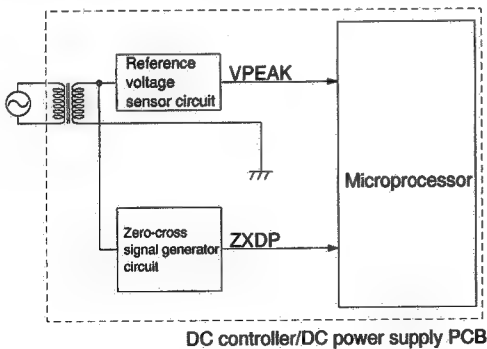 Reference
voltage
sensor circuit
VPEAK
Microprocessor
Zero-cross
signal generator
circuit
ZXDP
DC controller/DC power supply PCB